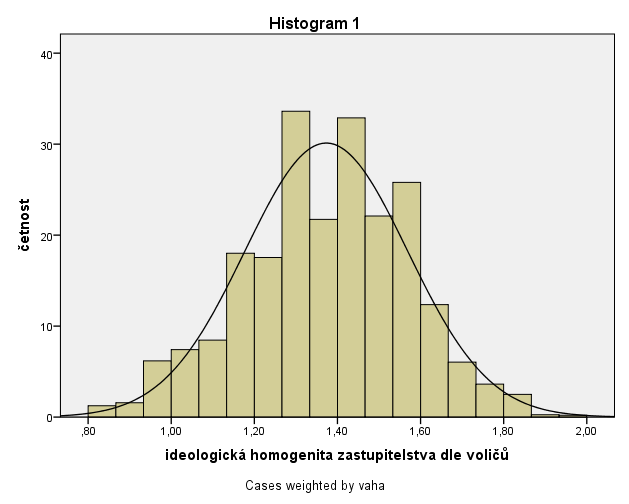 Histogram 1
40
30
20
10
0
četnost
,80 1,00 1,20 1,40 1,60 1,80 2,00
ideologická homogenita zastupitelstva dle voličů
Cases weighted by vaha